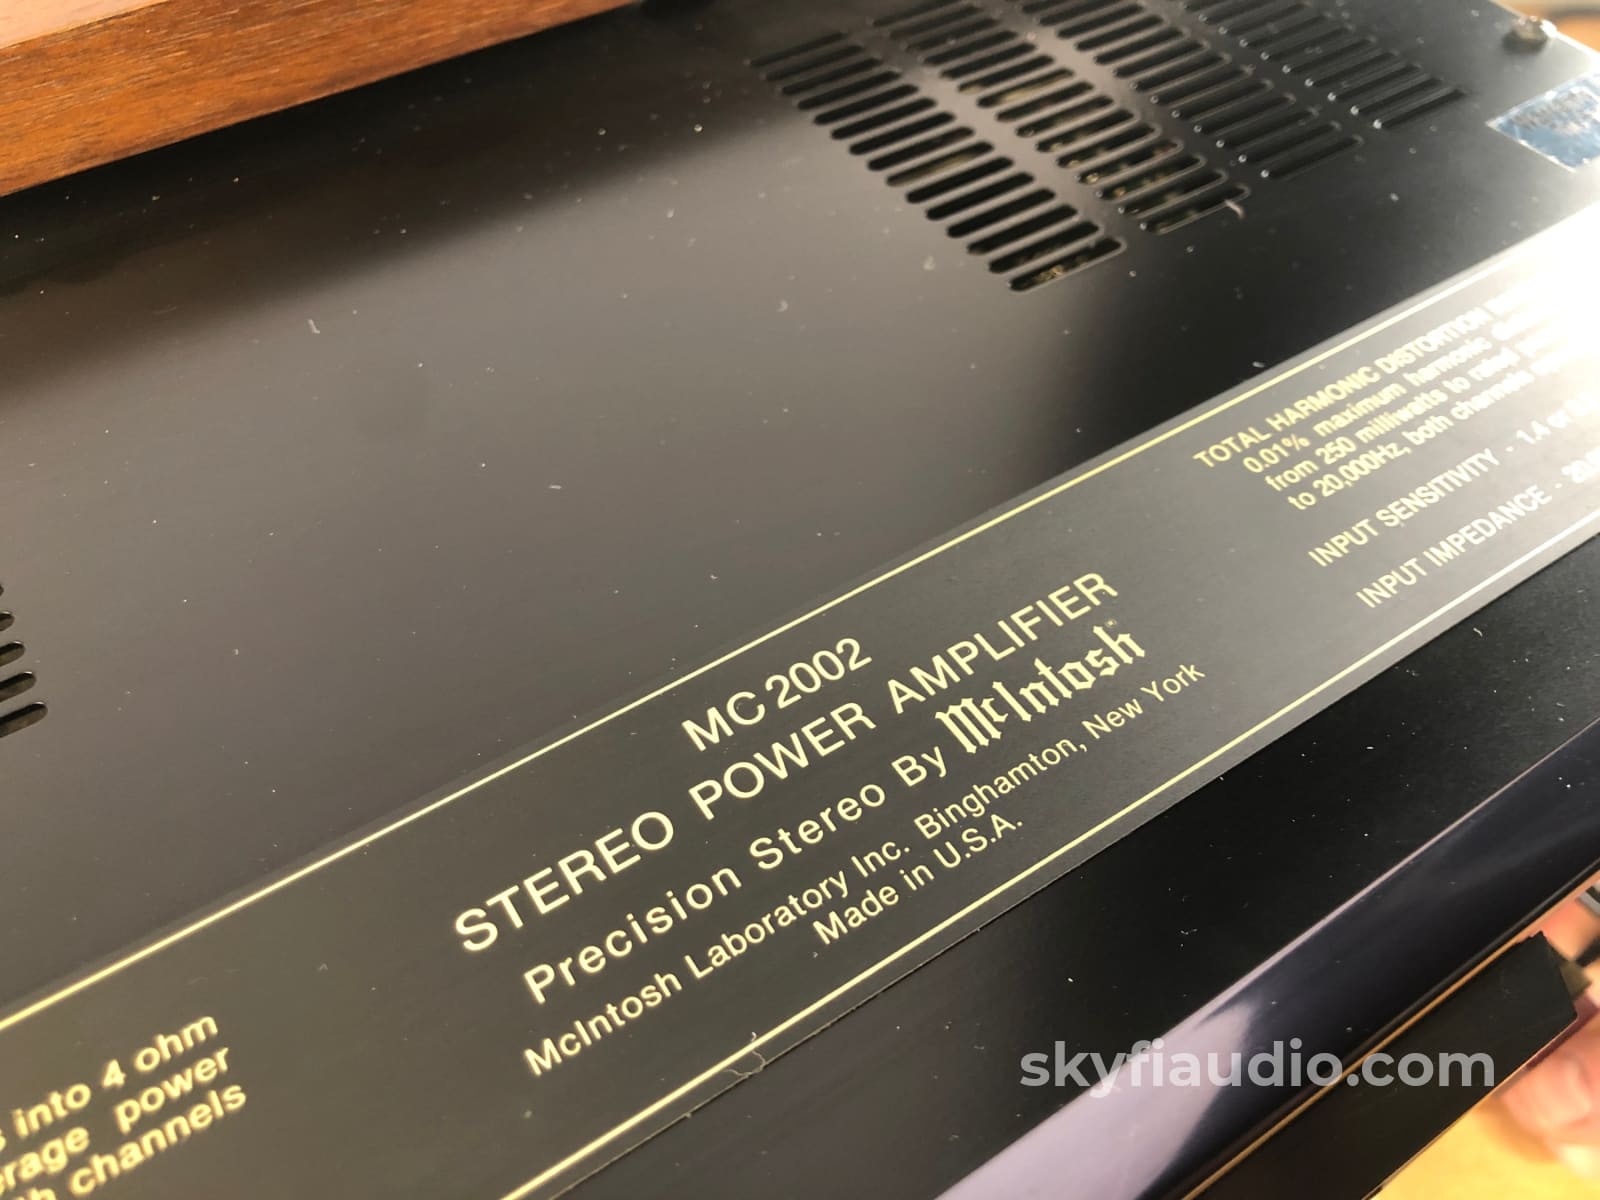 into 4 ohm
power
channels
MC 2002
STEREO POWER AMPLIFIER
Precision Stereo By McIntosh
McIntosh Laboratory Inc. Binghamton, New York
Made in U.S.A.
TOTAL HARMONIC DISTORTION
0.01% maximum harmonic
from 250 milliwatts to rated
to 20,000Hz, both channels
INPUT SENSITIVITY - 1.4 or
INPUT IMPEDANCE -
skyfiaudio.com